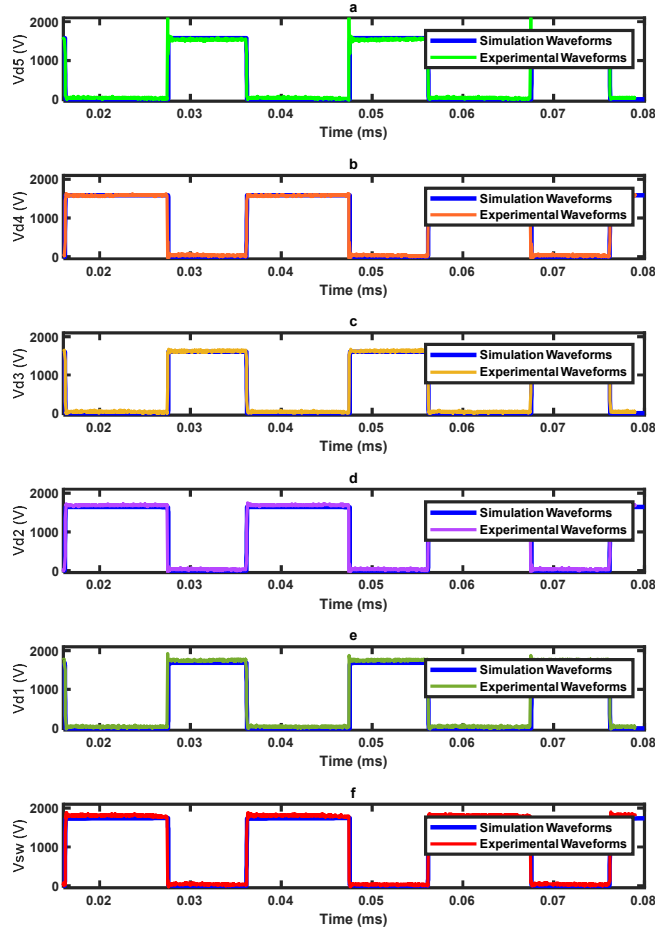 a
2000
1000
0
Vd5 (V)
Simulation Waveforms
Experimental Waveforms
0.02 0.03 0.04 0.05 0.06 0.07 0.08
Time (ms)
b
2000
1000
0
Vd4 (V)
Simulation Waveforms
Experimental Waveforms
0.02 0.03 0.04 0.05 0.06 0.07 0.08
Time (ms)
c
2000
1000
0
Vd3 (V)
Simulation Waveforms
Experimental Waveforms
0.02 0.03 0.04 0.05 0.06 0.07 0.08
Time (ms)
d
2000
1000
0
Vd2 (V)
Simulation Waveforms
Experimental Waveforms
0.02 0.03 0.04 0.05 0.06 0.07 0.08
Time (ms)
e
2000
1000
0
Vd1 (V)
Simulation Waveforms
Experimental Waveforms
0.02 0.03 0.04 0.05 0.06 0.07 0.08
Time (ms)
f
2000
1000
0
Vsw (V)
Simulation Waveforms
Experimental Waveforms
0.02 0.03 0.04 0.05 0.06 0.07 0.08
Time (ms)